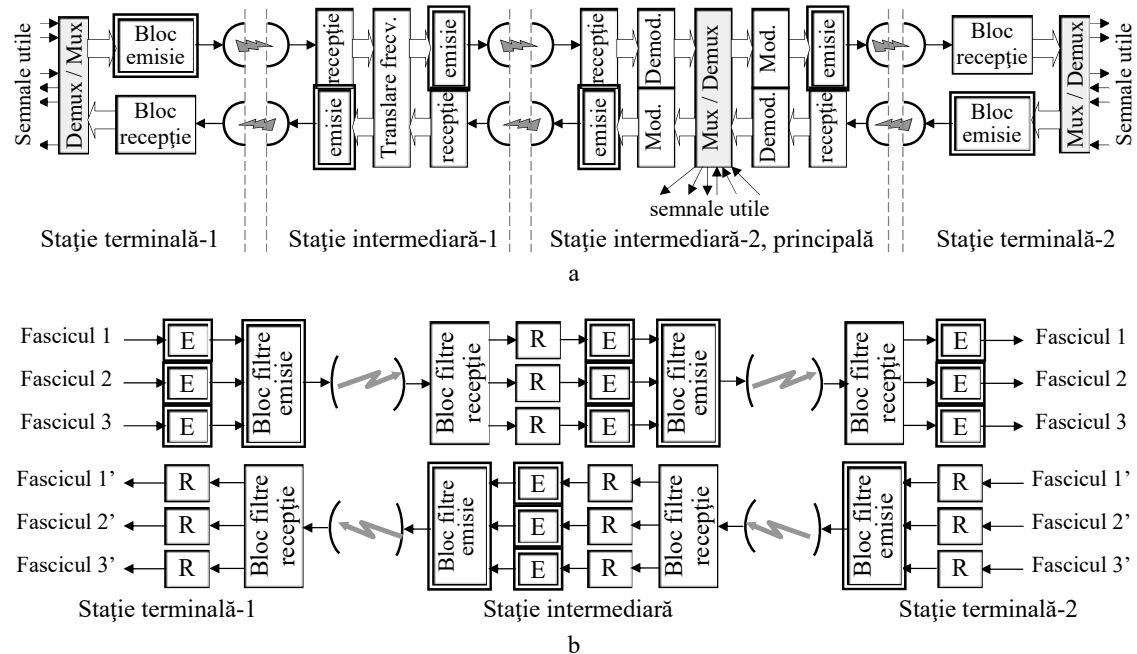 Semnale utile
Demux / Mux
Bloc
emisie
Bloc
recepţie
recepţie
emisie
Translare frecv.
emisie
recepţie
recepţie
emisie
Demod.
Mod.
Mux / Demux
Mod.
Demod.
emisie
recepţie
semnale utile
Bloc
recepţie
Bloc
emisie
Mux / Demux
Semnale utile
Staţie terminală-1
Staţie intermediară-1
Staţie intermediară-2, principală
Staţie terminală-2
a
Fascicul 1
Fascicul 2
Fascicul 3
E
E
E
Bloc filtre
emisie
Bloc filtre
recepţie
R
R
R
E
E
E
Bloc filtre
emisie
Bloc filtre
recepţie
E
E
E
Fascicul 1
Fascicul 2
Fascicul 3
Fascicul 1’
Fascicul 2’
Fascicul 3’
R
R
R
Bloc filtre
recepţie
Bloc filtre
emisie
E
E
E
R
R
R
Bloc filtre
recepţie
Bloc filtre
emisie
R
R
R
Fascicul 1’
Fascicul 2’
Fascicul 3’
Staţie terminală-1
Staţie intermediară
Staţie terminală-2
b